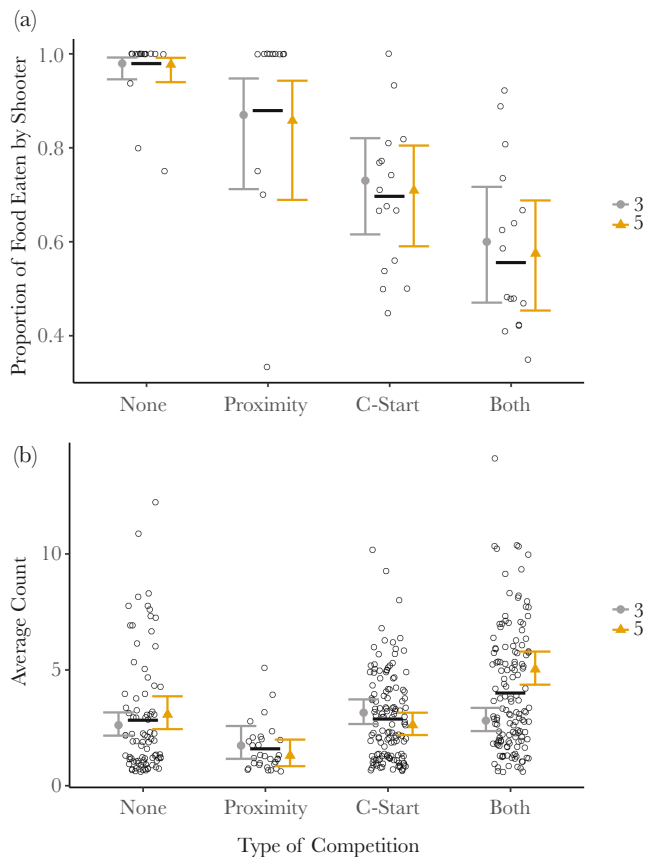 (a)
Proportion of Food Eaten by Shooter
1.0
0.8
0.6
0.4
None Proximity C-Start Both
3
5
(b)
Average Count
10
5
0
None Proximity C-Start Both
3
5
Type of Competition